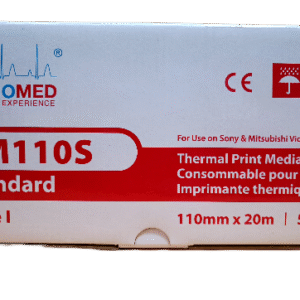 OMED
®
EXPERIENCE
CE
M110S
ndard
e I
For Use on Sony & Mitsubishi Vid
Thermal Print Media
Consommable pour
Imprimante thermiq
110mm x 20m |